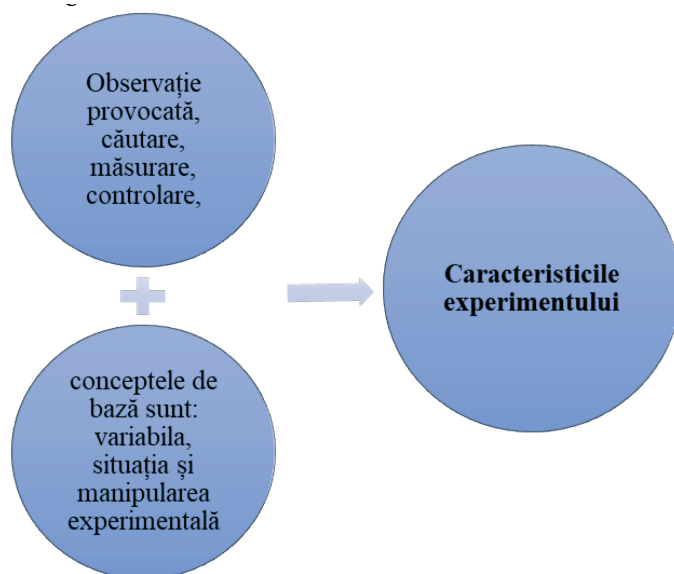 Observație
provocată,
căutare,
măsurare,
controlare,
conceptele de
bază sunt:
variabila,
situația și
manipularea
experimentală
Caracteristicile
experimentului